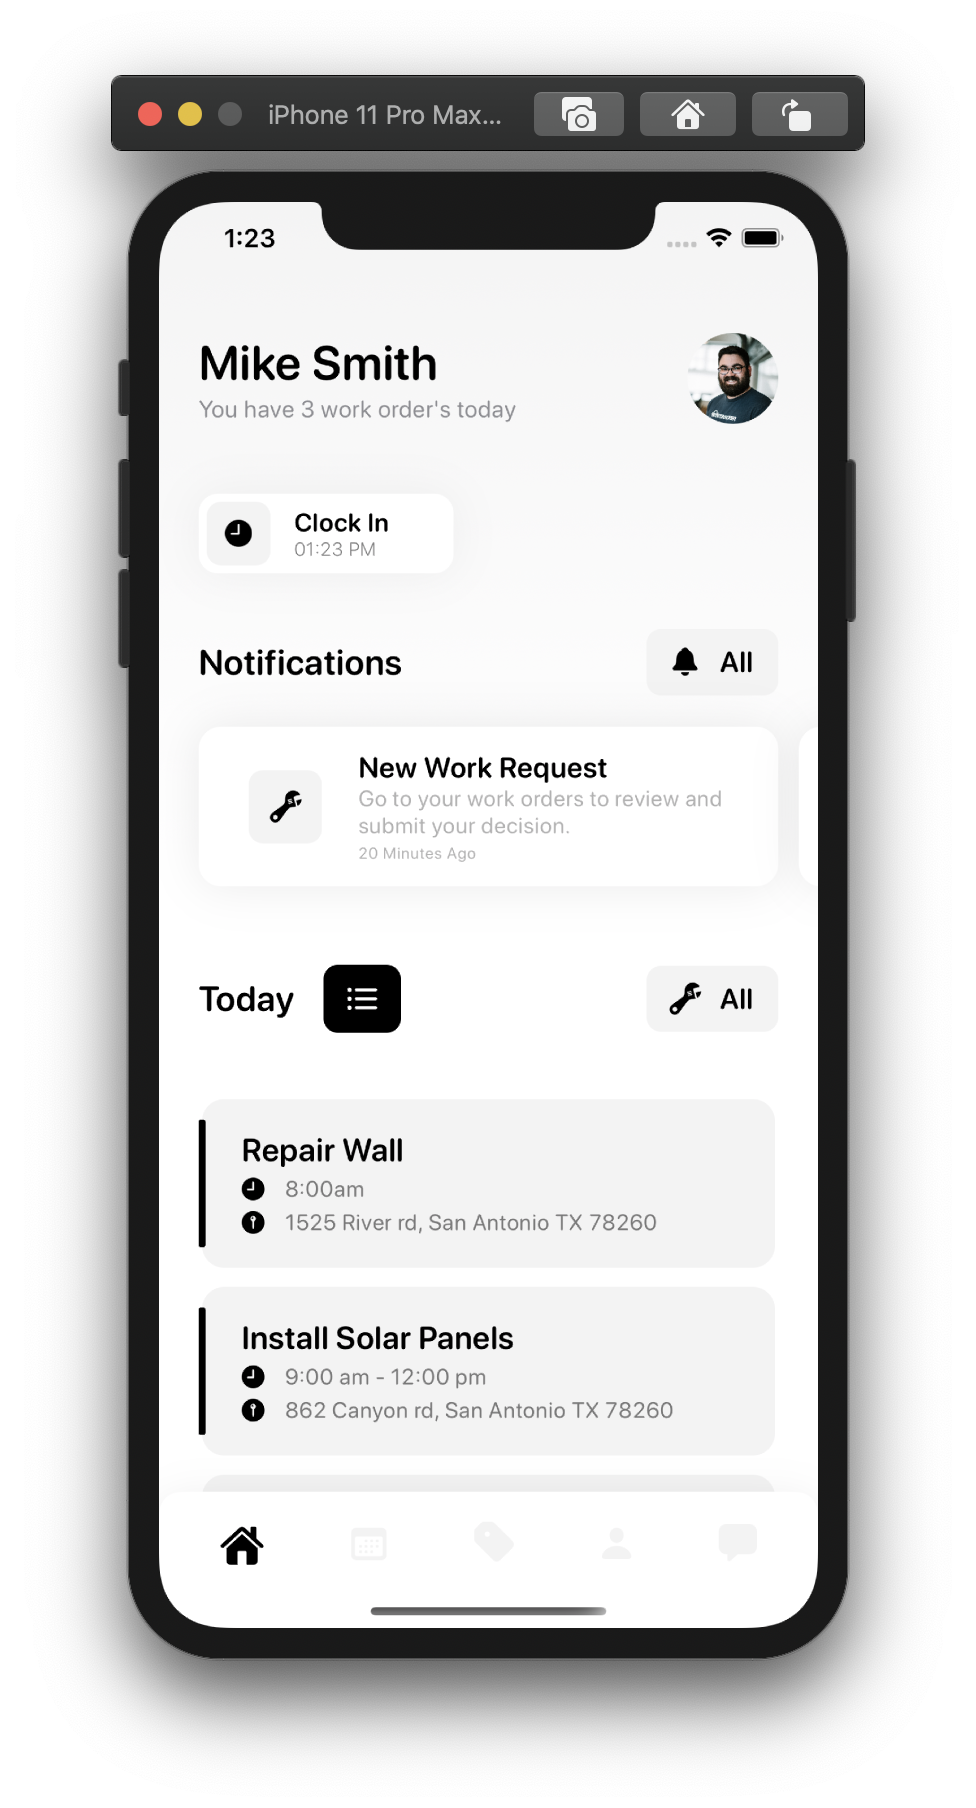 iPhone 11 Pro Max...
1:23
Mike Smith
You have 3 work order's today
Clock In
01:23 PM
Notifications
All
New Work Request
Go to your work orders to review and
submit your decision.
20 Minutes Ago
Today
All
Repair Wall
8:00am
1525 River rd, San Antonio TX 78260
Install Solar Panels
9:00 am - 12:00 pm
862 Canyon rd, San Antonio TX 78260